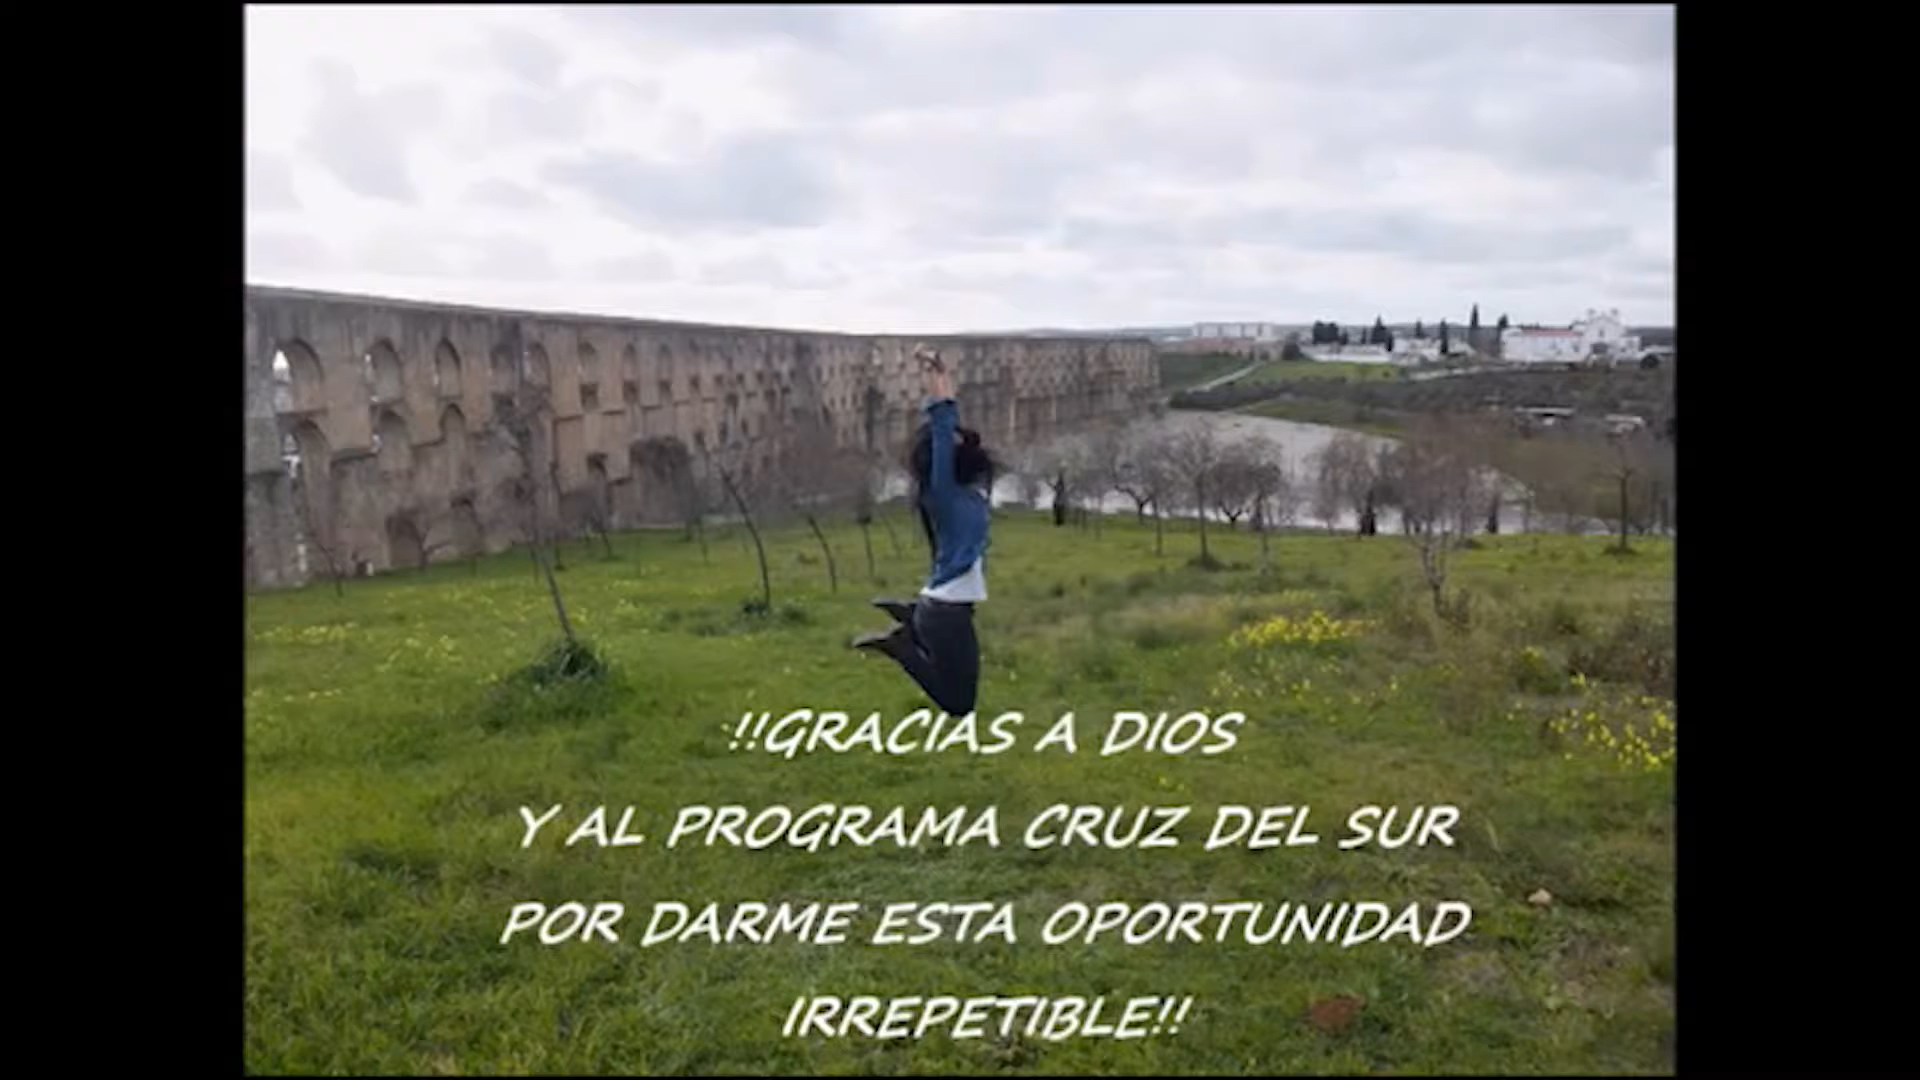 !!GRACIAS A DIOS
Y AL PROGRAMA CRUZ DEL SUR
POR DARME ESTA OPORTUNIDAD
IRREPETIBLE!!